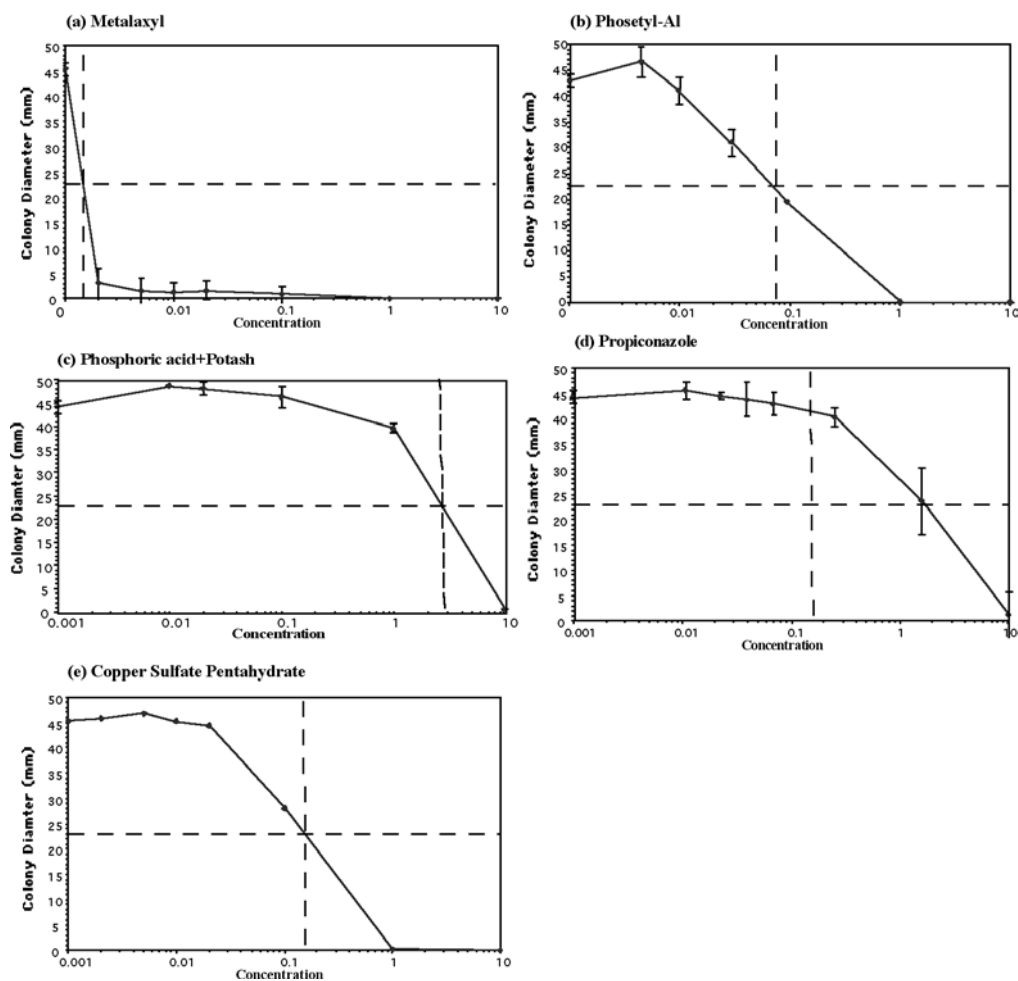 (a) Metalaxyl
50
45
40
35
30
25
20
15
10
5
0
Colony Diameter (mm)
0 0.01 0.1 1 10
Concentration
(b) Phosetyl-Al
50
45
40
35
30
25
20
15
10
5
0
Colony Diameter (mm)
0 0.01 0.1 1 10
Concentration
(c) Phosphoric acid+Potash
50
45
40
35
30
25
20
15
10
5
0
Colony Diamter (mm)
0.001 0.01 0.1 1 10
Concentration
(d) Propiconazole
50
45
40
35
30
25
20
15
10
5
0
Colony Diamter (mm)
0.001 0.01 0.1 1 10
Concentration
(e) Copper Sulfate Pentahydrate
50
45
40
35
30
25
20
15
10
5
0
Colony Diamter (mm)
0.001 0.01 0.1 1 10
Concentration